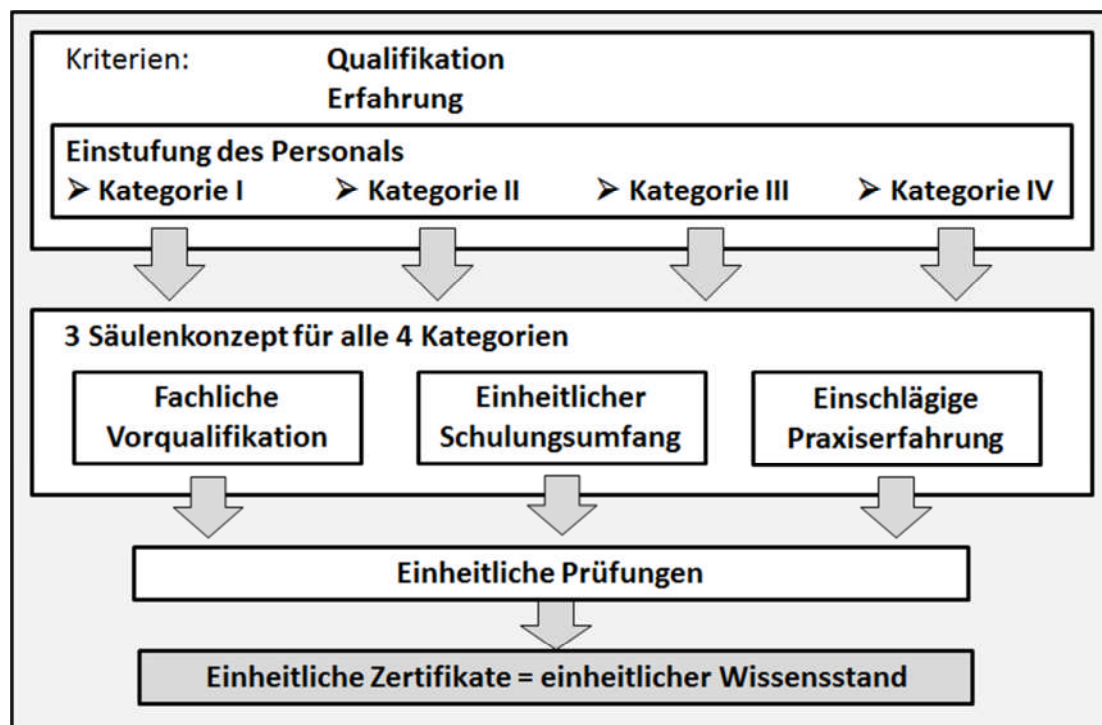 Kriterien: Qualifikation
Erfahrung
Einstufung des Personals
➢ Kategorie I ➢ Kategorie II ➢ Kategorie III ➢ Kategorie IV
3 Säulenkonzept für alle 4 Kategorien
Fachliche
Vorqualifikation
Einheitlicher
Schulungsumfang
Einschlägige
Praxiserfahrung
Einheitliche Prüfungen
Einheitliche Zertifikate = einheitlicher Wissensstand